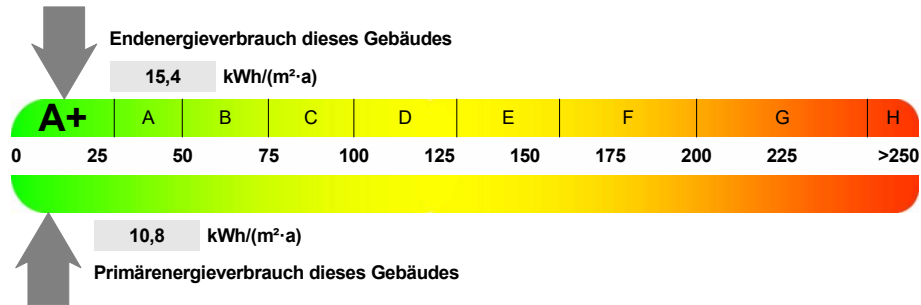 Endenergieverbrauch dieses Gebäudes
15,4 kWh/(m²·a)
A+ A B C D E F G H
0 25 50 75 100 125 150 175 200 225 >250
10,8 kWh/(m²·a)
Primärenergieverbrauch dieses Gebäudes